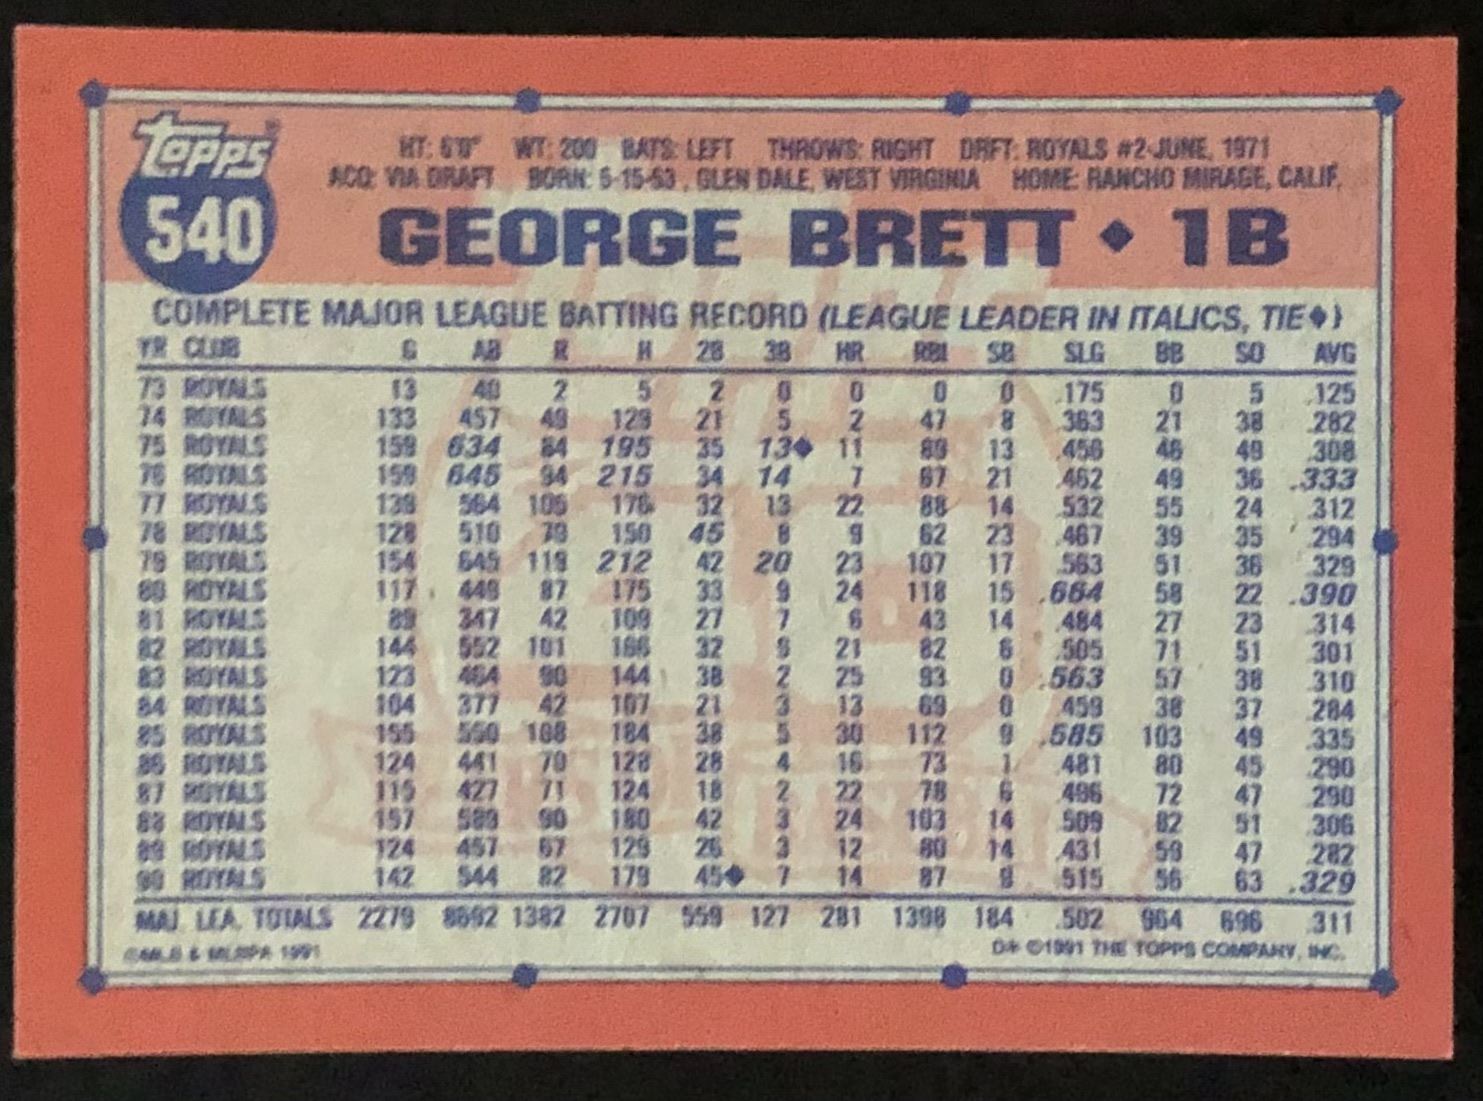 Topps
540
HT: 6'0" WT: 200 BATS: LEFT THROWS: RIGHT DRFT: ROYALS #2-JUNE, 1971
ACQ: VIA DRAFT BORN: 5-15-53, GLEN DALE, WEST VIRGINIA HOME: RANCHO MIRAGE, CALIF.
GEORGE BRETT ◆ 1B
COMPLETE MAJOR LEAGUE BATTING RECORD (LEAGUE LEADER IN ITALICS, TIE◆)
YR CLUB G AB R H 2B 3B HR RBI SB SLG BB SO AVG
73 ROYALS 13 40 2 5 2 0 0 0 0 .175 0 5 .125
74 ROYALS 133 457 49 129 21 5 2 47 8 .363 21 38 .282
75 ROYALS 159 634 84 195 35 13◆ 11 89 13 .456 46 49 .308
76 ROYALS 159 645 94 215 34 14 7 67 21 .462 49 36 .333
77 ROYALS 139 564 105 176 32 13 22 88 14 .532 55 24 .312
78 ROYALS 128 510 79 150 45 8 9 62 23 .467 39 35 .294
79 ROYALS 154 645 119 212 42 20 23 107 17 .563 51 36 .329
80 ROYALS 117 449 87 175 33 9 24 118 15 .664 58 22 .390
81 ROYALS 89 347 42 109 27 7 6 43 14 .484 27 23 .314
82 ROYALS 144 552 101 166 32 9 21 82 6 .505 71 51 .301
83 ROYALS 123 464 90 144 38 2 25 93 0 .563 57 38 .310
84 ROYALS 104 377 42 107 21 3 13 69 0 .459 38 37 .284
85 ROYALS 155 550 108 184 38 5 30 112 9 .585 103 49 .335
86 ROYALS 124 441 70 128 28 4 16 73 1 .481 80 45 .290
87 ROYALS 115 427 71 124 18 2 22 78 6 .496 72 47 .290
88 ROYALS 157 589 90 180 42 3 24 103 14 .509 82 51 .306
89 ROYALS 124 457 67 129 26 3 12 80 14 .431 59 47 .282
90 ROYALS 142 544 82 179 45◆ 7 14 87 9 .515 56 63 .329
MAJ. LEA. TOTALS 2279 8692 1382 2707 559 127 281 1398 184 .502 964 696 .311
©MLB & MLBPA 1991 D* ©1991 THE TOPPS COMPANY, INC.